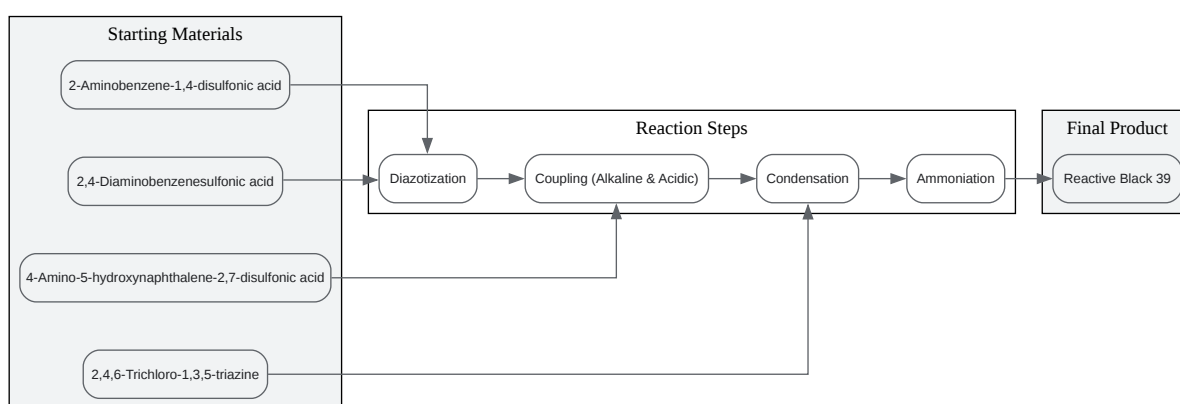 Starting Materials
2-Aminobenzene-1,4-disulfonic acid
2,4-Diaminobenzenesulfonic acid
4-Amino-5-hydroxynaphthalene-2,7-disulfonic acid
2,4,6-Trichloro-1,3,5-triazine
Reaction Steps
Diazotization
Coupling (Alkaline & Acidic)
Condensation
Ammoniation
Final Product
Reactive Black 39